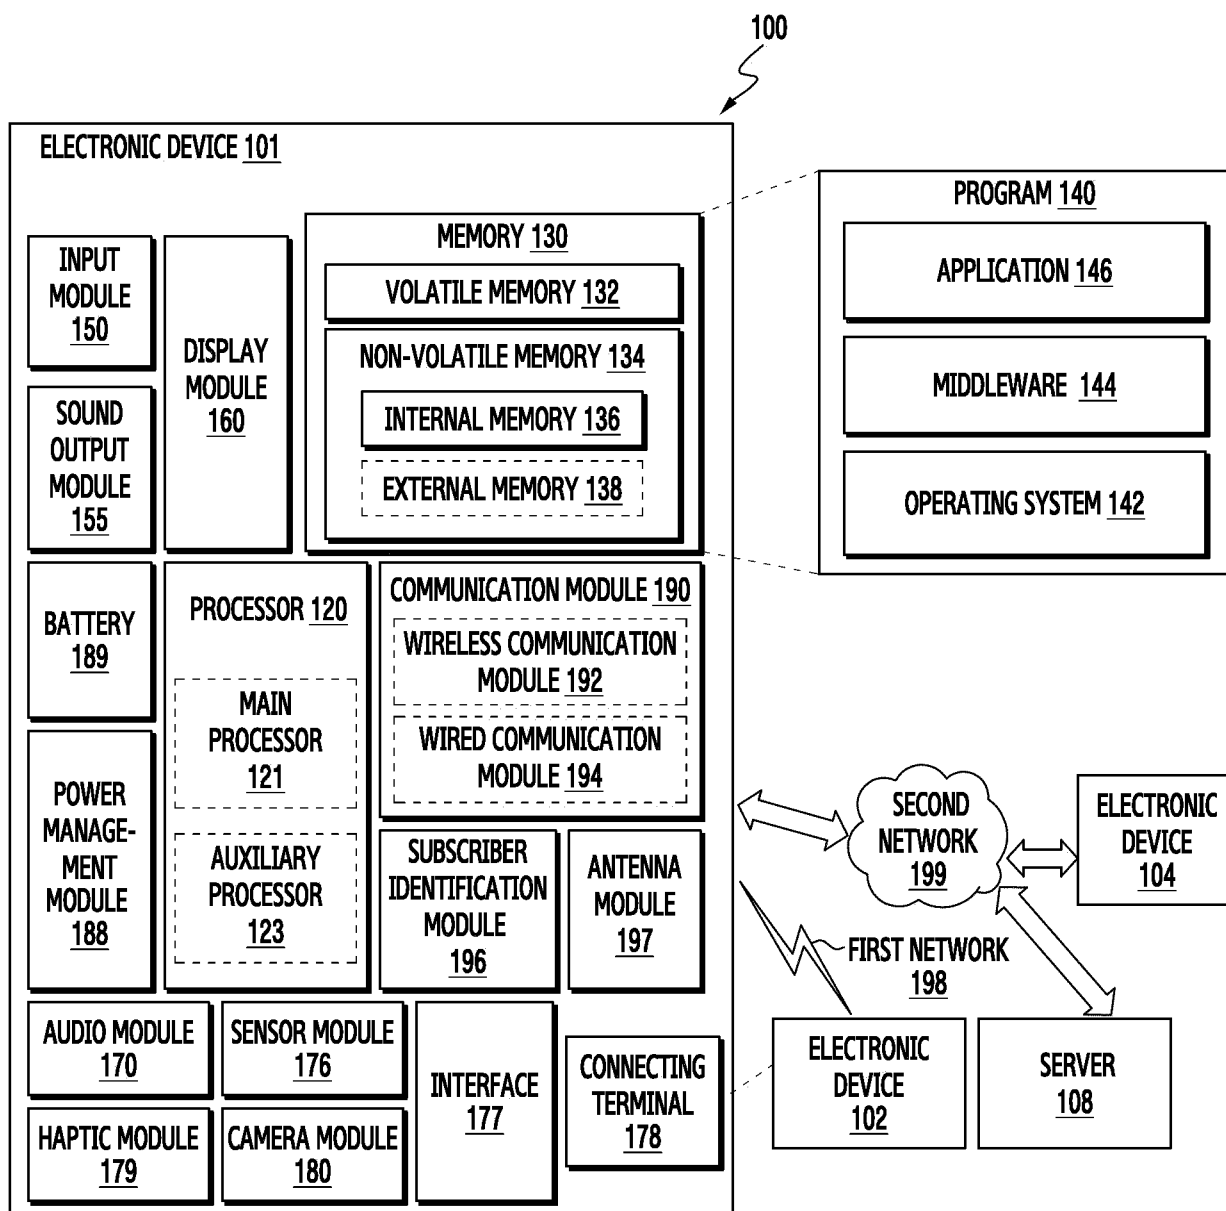 100
ELECTRONIC DEVICE 101
INPUT
MODULE
150
SOUND
OUTPUT
MODULE
155
DISPLAY
MODULE
160
MEMORY 130
VOLATILE MEMORY 132
NON-VOLATILE MEMORY 134
INTERNAL MEMORY 136
EXTERNAL MEMORY 138
PROGRAM 140
APPLICATION 146
MIDDLEWARE 144
OPERATING SYSTEM 142
BATTERY
189
POWER
MANAGE-
MENT
MODULE
188
PROCESSOR 120
MAIN
PROCESSOR
121
AUXILIARY
PROCESSOR
123
COMMUNICATION MODULE 190
WIRELESS COMMUNICATION
MODULE 192
WIRED COMMUNICATION
MODULE 194
SUBSCRIBER
IDENTIFICATION
MODULE
196
ANTENNA
MODULE
197
SECOND
NETWORK
199
ELECTRONIC
DEVICE
104
FIRST NETWORK
198
AUDIO MODULE
170
SENSOR MODULE
176
HAPTIC MODULE
179
CAMERA MODULE
180
INTERFACE
177
CONNECTING
TERMINAL
178
ELECTRONIC
DEVICE
102
SERVER
108